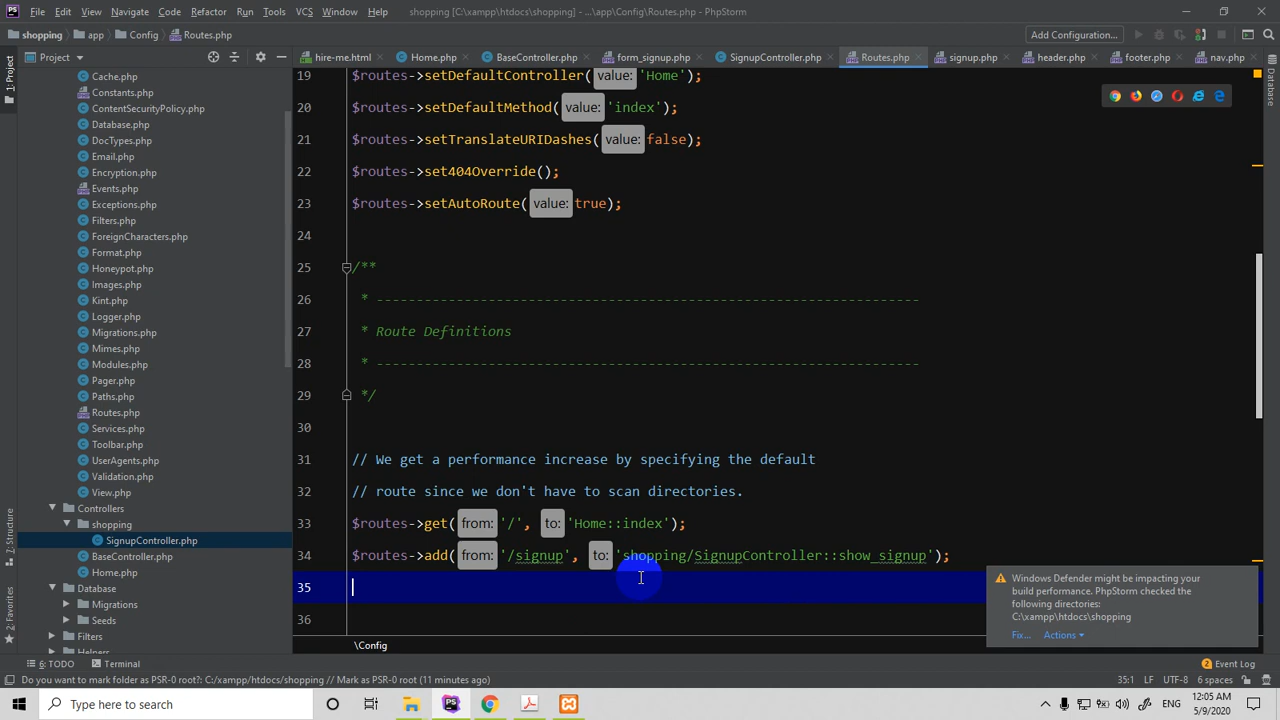 File Edit View Navigate Code Refactor Run Tools VCS Window Help shopping [C:\xampp\htdocs\shopping] - ...\app\Config\Routes.php - PhpStorm
shopping app Config Routes.php Add Configuration...
Project hire-me.html Home.php BaseController.php form_signup.php SignupController.php Routes.php signup.php header.php footer.php nav.php
1: Project
Database
Cache.php
Constants.php
ContentSecurityPolicy.php
Database.php
DocTypes.php
Email.php
Encryption.php
Events.php
Exceptions.php
Filters.php
ForeignCharacters.php
Format.php
Honeypot.php
Images.php
Kint.php
Logger.php
Migrations.php
Mimes.php
Modules.php
Pager.php
Paths.php
Routes.php
Services.php
Toolbar.php
UserAgents.php
Validation.php
View.php
Controllers
shopping
SignupController.php
BaseController.php
Home.php
Database
Migrations
Seeds
Filters
Helpers
7: Structure
2: Favorites
19 $routes->setDefaultController( value: 'Home');
20 $routes->setDefaultMethod( value: 'index');
21 $routes->setTranslateURIDashes( value: false);
22 $routes->set404Override();
23 $routes->setAutoRoute( value: true);
24
25 /**
26 * --------------------------------------------------------------------
27 * Route Definitions
28 * --------------------------------------------------------------------
29 */
30
31 // We get a performance increase by specifying the default
32 // route since we don't have to scan directories.
33 $routes->get( from: '/', to: 'Home::index');
34 $routes->add( from: '/signup', to: 'shopping/SignupController::show_signup');
35
36
\Config
Windows Defender might be impacting your
build performance. PhpStorm checked the
following directories:
C:\xampp\htdocs\shopping
Fix... Actions
6: TODO Terminal 2 Event Log
Do you want to mark folder as PSR-0 root?: C:/xampp/htdocs/shopping // Mark as PSR-0 root (11 minutes ago) 35:1 LF UTF-8 6 spaces
Type here to search
PS
ENG
12:05 AM
5/9/2020